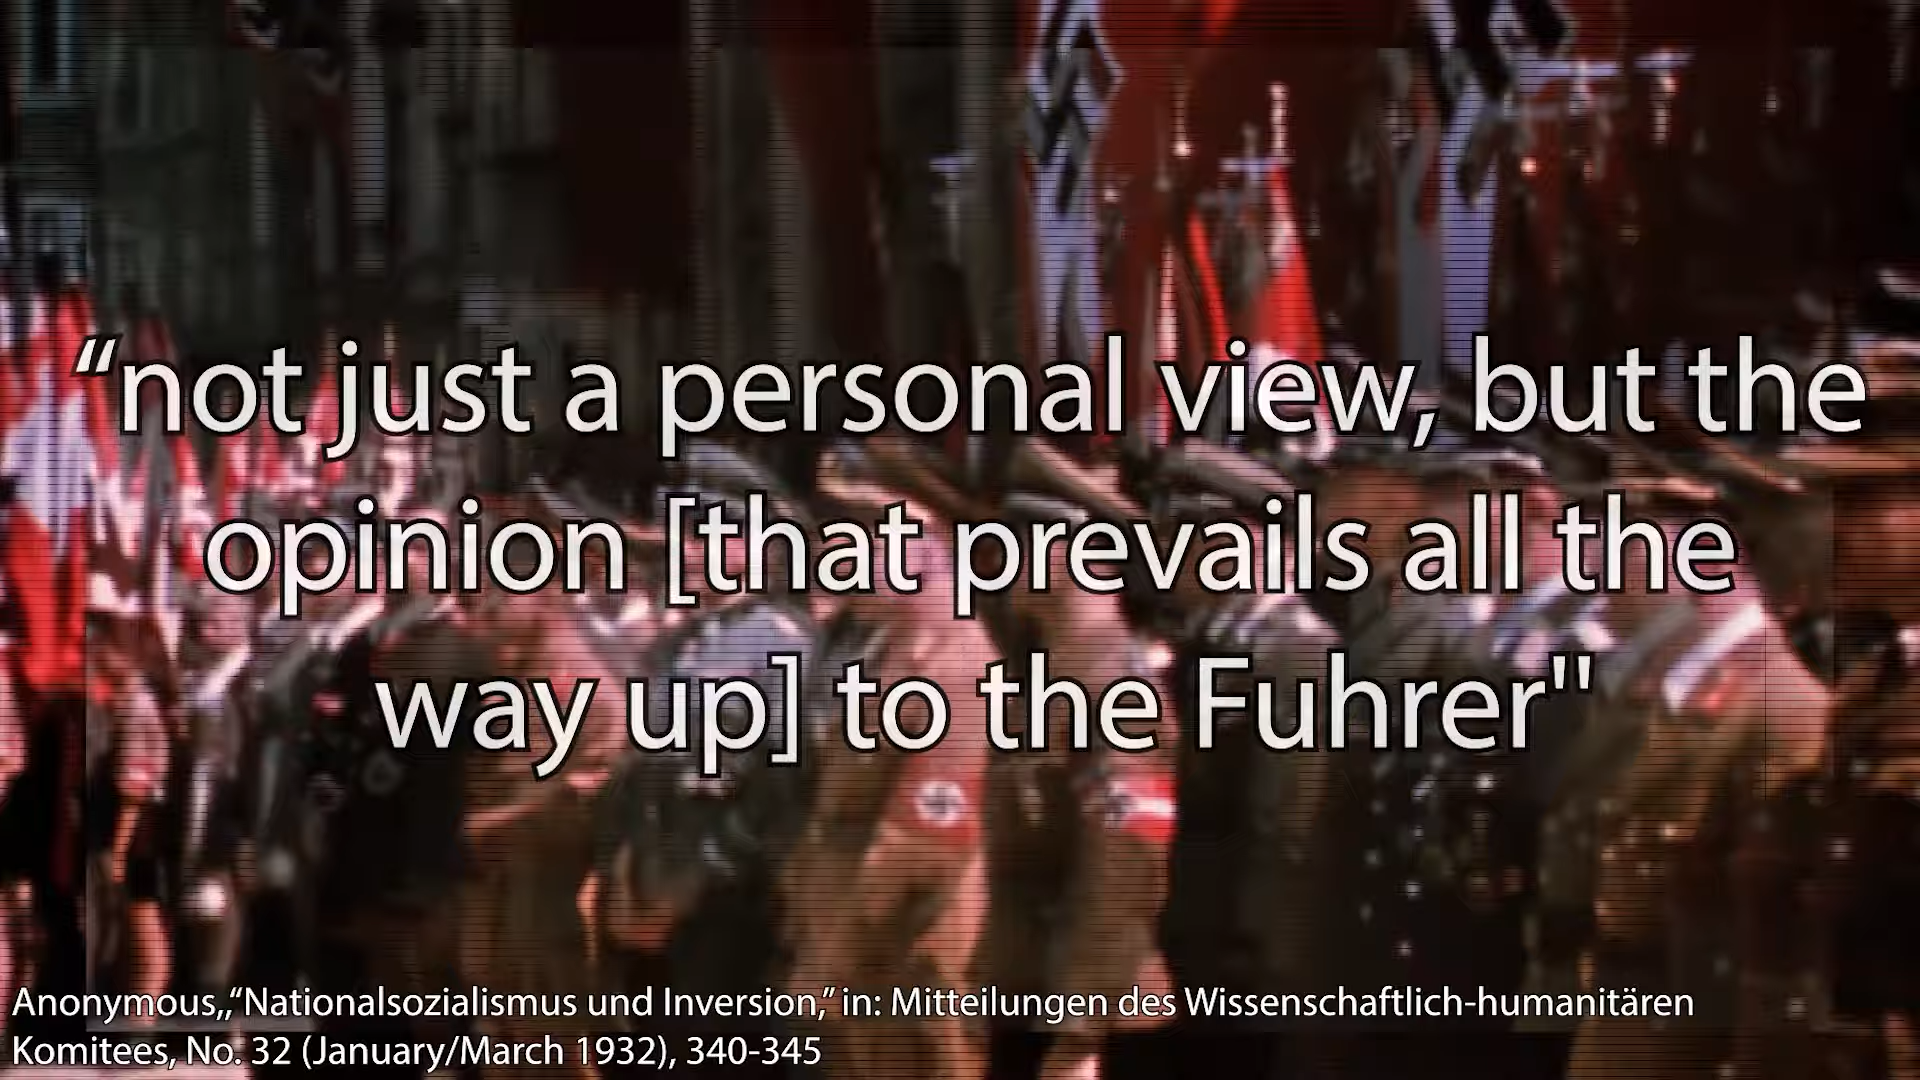 “not just a personal view, but the
opinion [that prevails all the
way up] to the Fuhrer"
Anonymous,,“Nationalsozialismus und Inversion,” in: Mitteilungen des Wissenschaftlich-humanitären
Komitees, No. 32 (January/March 1932), 340-345